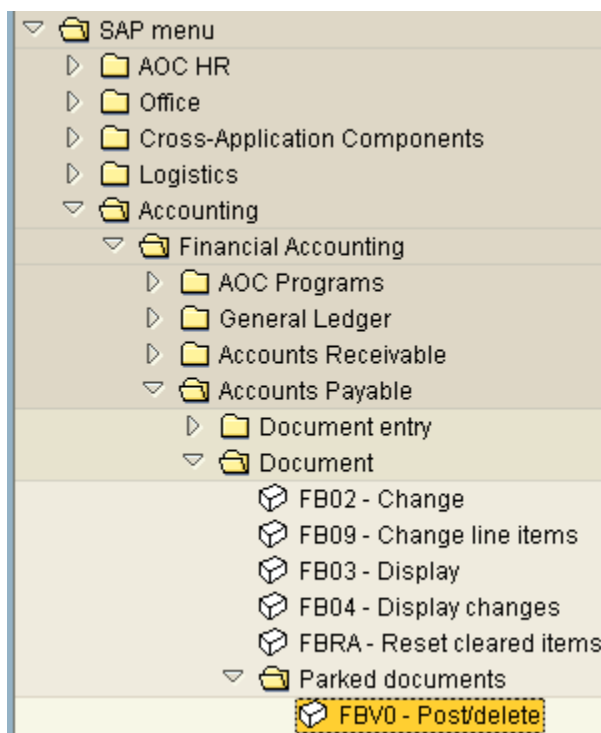 SAP menu
AOC HR
Office
Cross-Application Components
Logistics
Accounting
Financial Accounting
AOC Programs
General Ledger
Accounts Receivable
Accounts Payable
Document entry
Document
FB02 - Change
FB09 - Change line items
FB03 - Display
FB04 - Display changes
FBRA - Reset cleared items
Parked documents
FBV0 - Post/delete